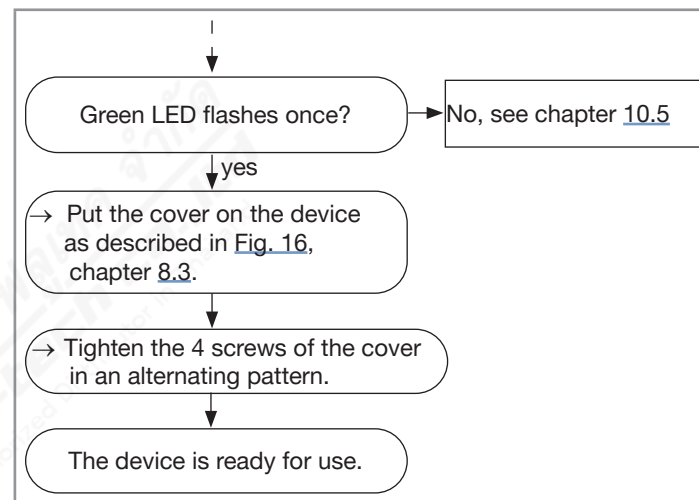 Green LED flashes once?
No, see chapter 10.5
yes
→ Put the cover on the device
as described in Fig. 16,
chapter 8.3.
→ Tighten the 4 screws of the cover
in an alternating pattern.
The device is ready for use.